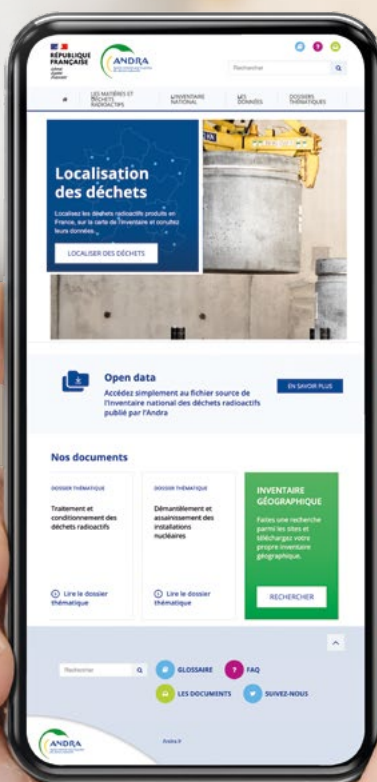 RÉPUBLIQUE
FRANÇAISE
ANDRA
Rechercher
LES MATIÈRES ET
DÉCHETS
RADIOACTIFS
L'INVENTAIRE
NATIONAL
LES
DONNÉES
DOSSIERS
THÉMATIQUES
Localisation
des déchets
Localisez les déchets radioactifs produits en
France, sur la carte de l'Inventaire et consultez
leurs données.
LOCALISER DES DÉCHETS
Open data
Accédez simplement au fichier source de
l'Inventaire national des déchets radioactifs
publié par l'Andra
EN SAVOIR PLUS
Nos documents
DOSSIER THÉMATIQUE
Traitement et
conditionnement des
déchets radioactifs
Lire le dossier
thématique
DOSSIER THÉMATIQUE
Démantèlement et
assainissement des
installations
nucléaires
Lire le dossier
thématique
INVENTAIRE
GÉOGRAPHIQUE
Faites une recherche
parmi les sites et
téléchargez votre
propre inventaire
géographique.
RECHERCHER
Rechercher
GLOSSAIRE
? FAQ
LES DOCUMENTS
SUIVEZ-NOUS
ANDRA
Andra.fr